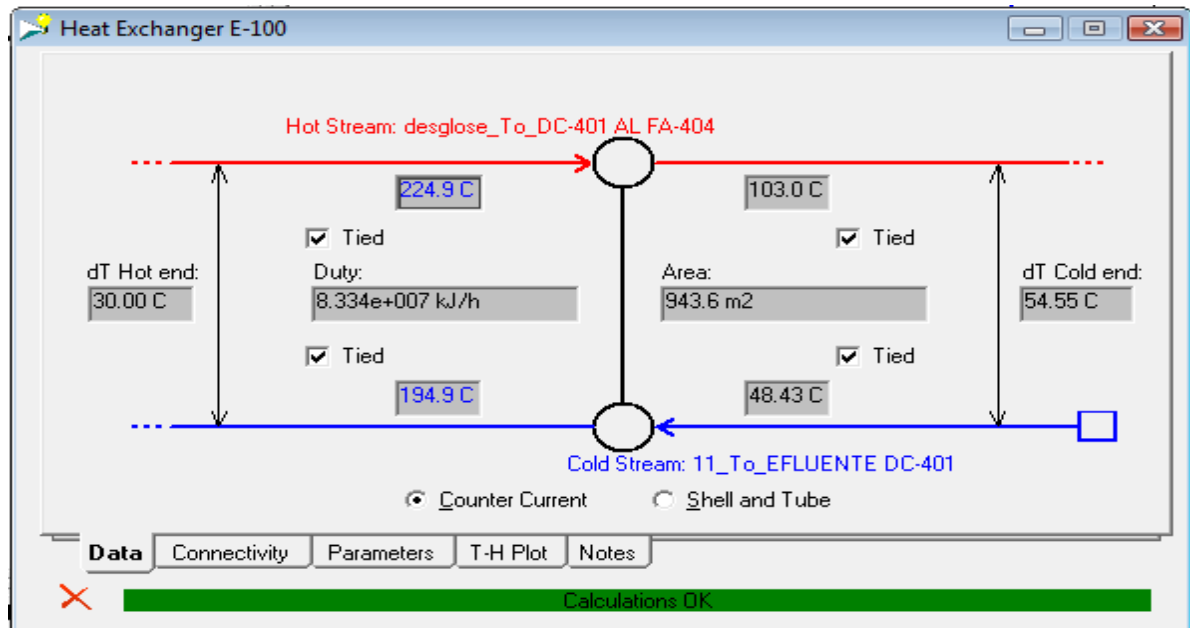 Heat Exchanger E-100
Hot Stream: desglose_To_DC-401 AL FA-404
224.9 C 103.0 C
Tied Tied
dT Hot end: Duty: Area: dT Cold end:
30.00 C 8.334e+007 kJ/h 943.6 m2 54.55 C
Tied Tied
194.9 C 48.43 C
Cold Stream: 11_To_EFLUENTE DC-401
Counter Current Shell and Tube
Data Connectivity Parameters T-H Plot Notes
Calculations OK